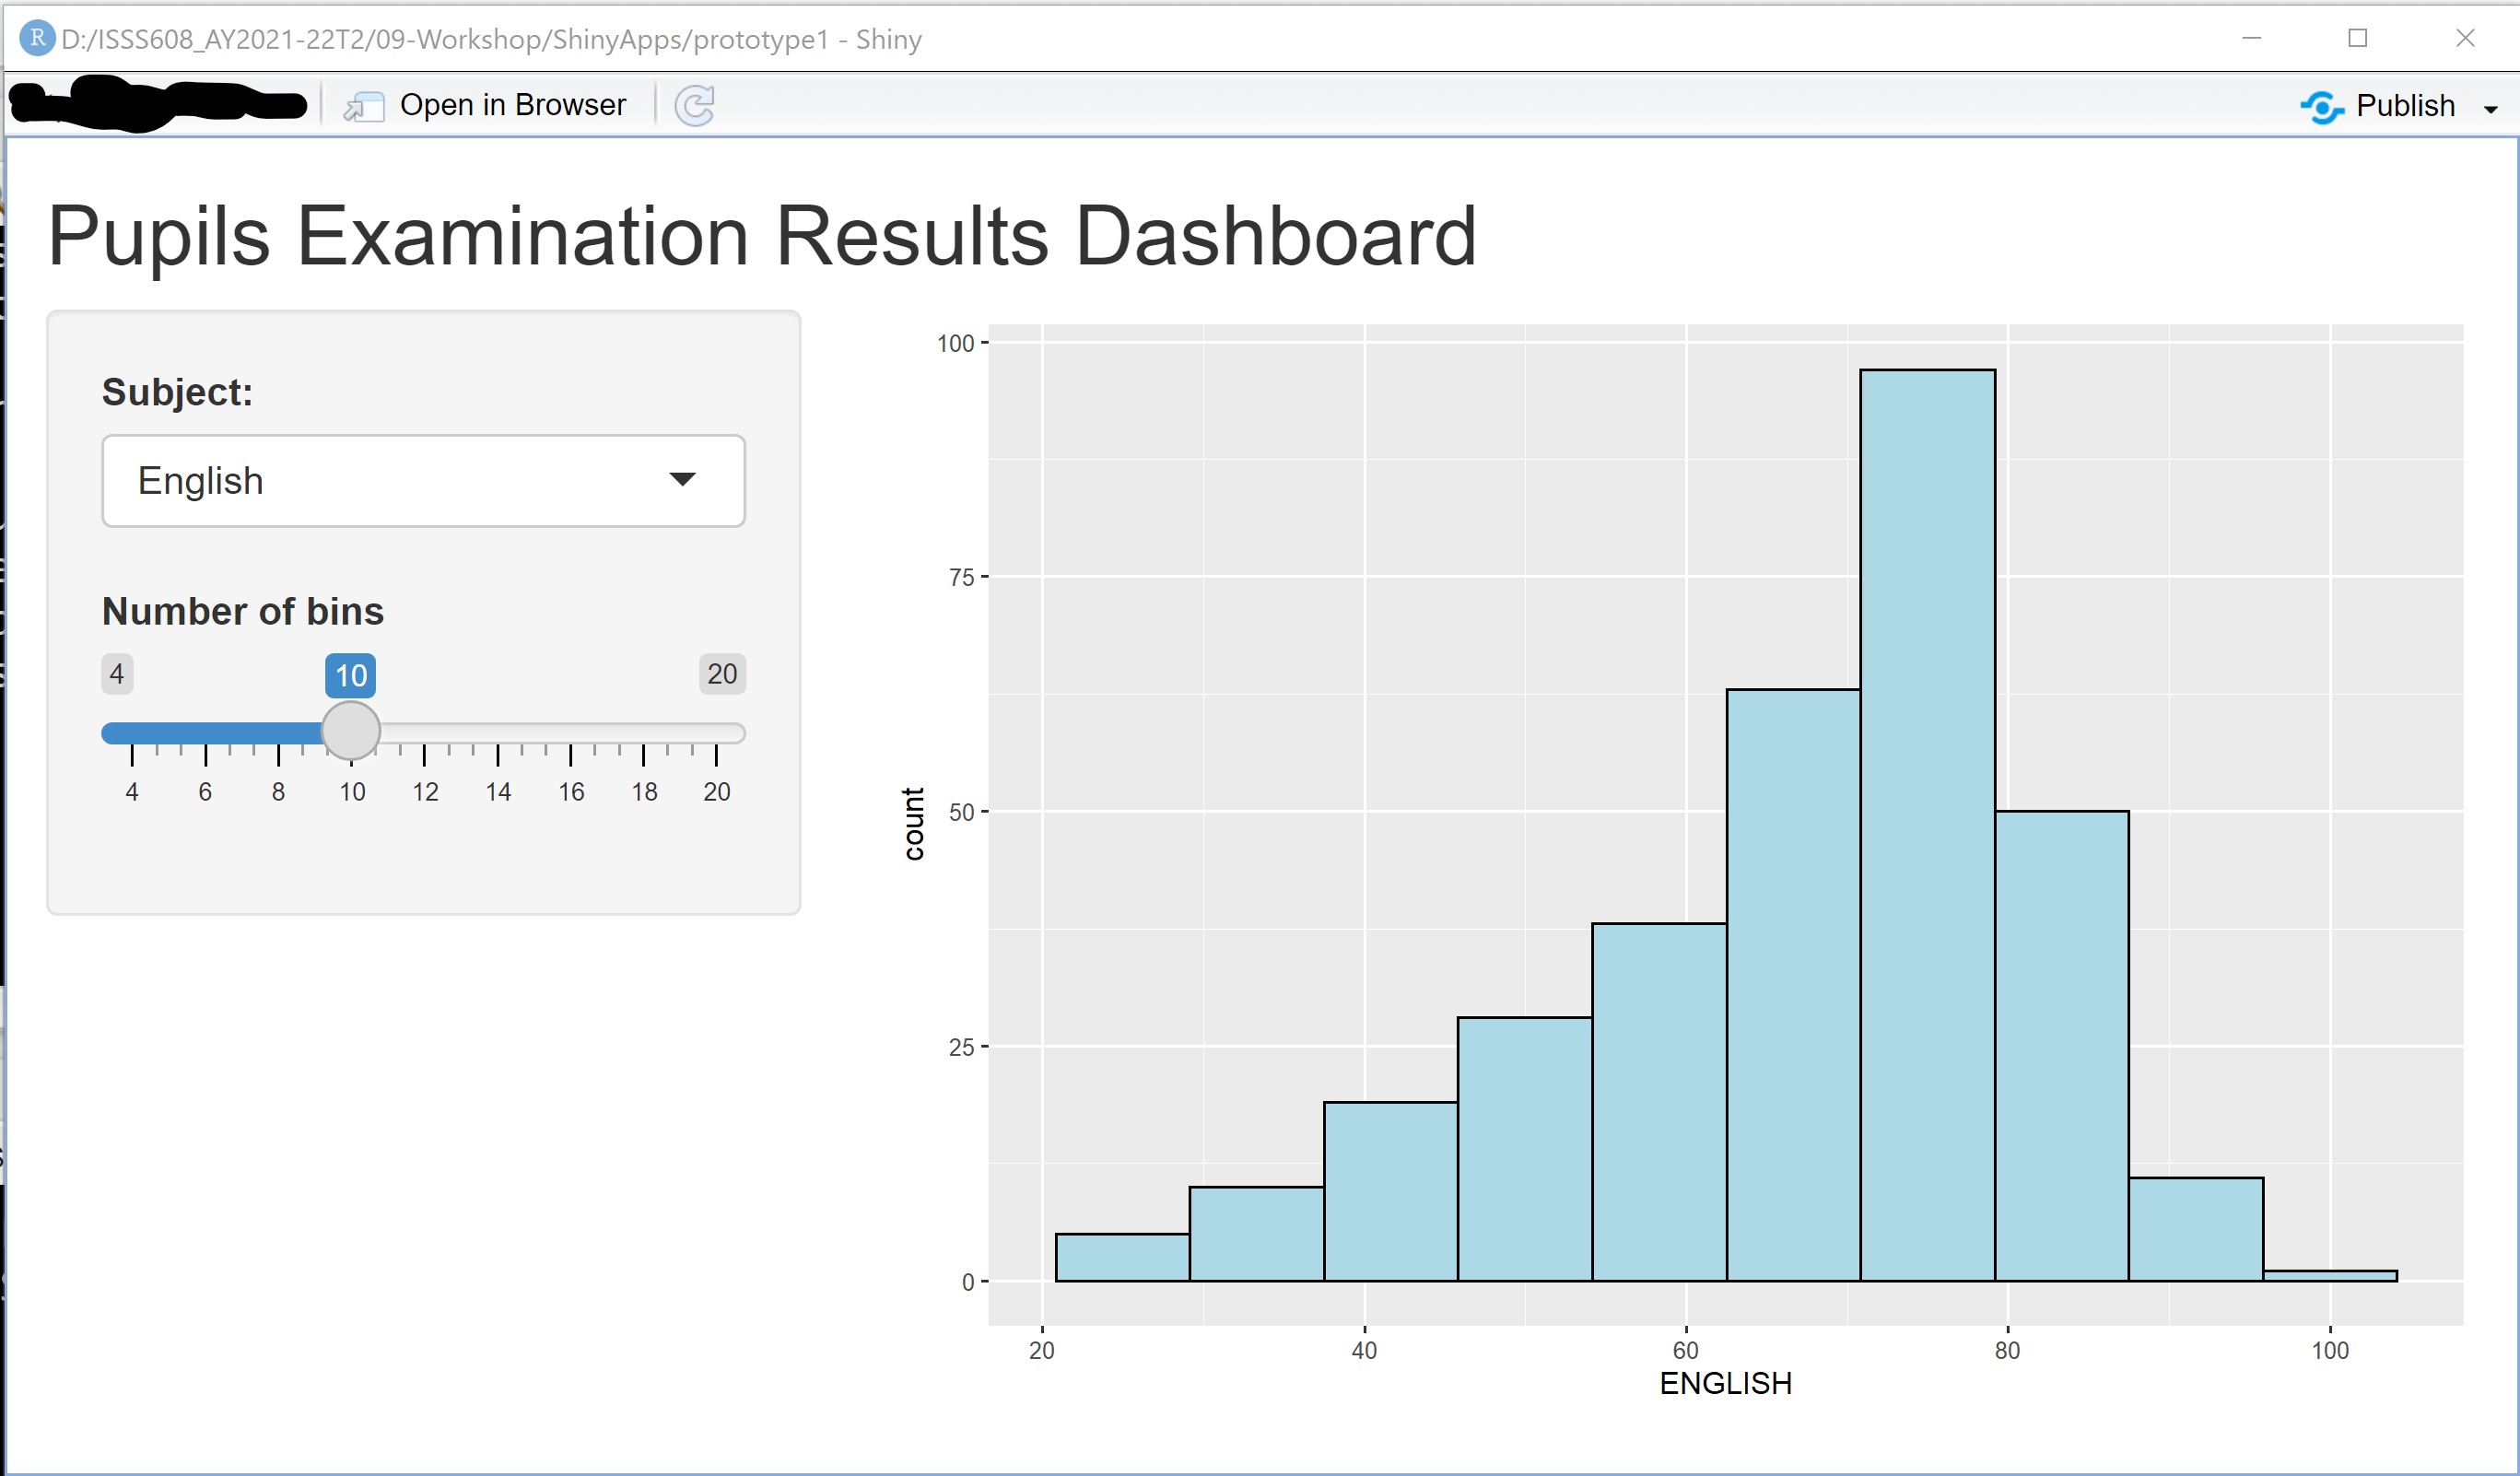 R D:/ISSS608_AY2021-22T2/09-Workshop/ShinyApps/prototype1 - Shiny
Open in Browser
Publish
Pupils Examination Results Dashboard
Subject:
English
Number of bins
4 10 20
4 6 8 10 12 14 16 18 20
100
75
50
25
0
count
20 40 60 80 100
ENGLISH